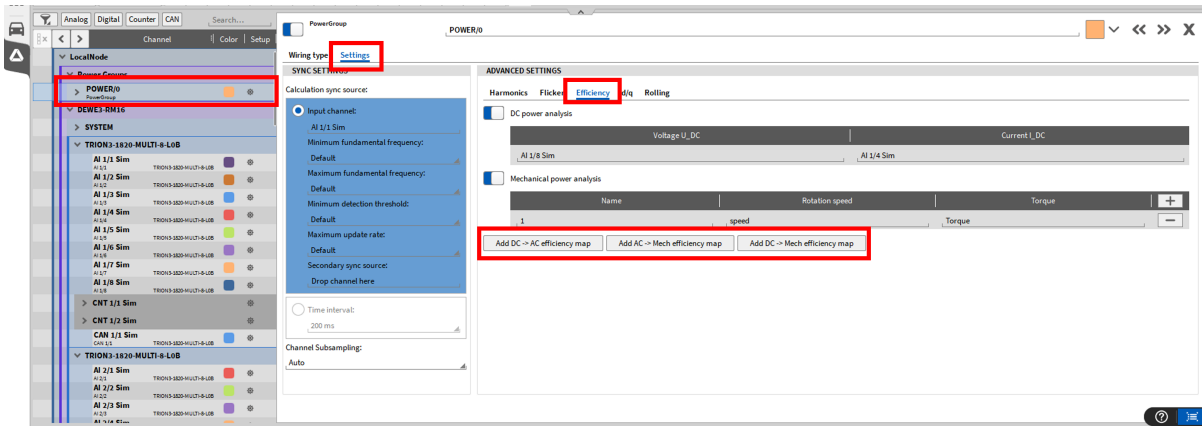 Analog Digital Counter CAN Search...
Channel Color Setup
LocalNode
Power Groups
POWER/0
PowerGroup
DEWE3-RM16
SYSTEM
TRION3-1820-MULTI-8-L0B
AI 1/1 Sim
AI 1/1 TRION3-1820-MULTI-8-L0B
AI 1/2 Sim
AI 1/2 TRION3-1820-MULTI-8-L0B
AI 1/3 Sim
AI 1/3 TRION3-1820-MULTI-8-L0B
AI 1/4 Sim
AI 1/4 TRION3-1820-MULTI-8-L0B
AI 1/5 Sim
AI 1/5 TRION3-1820-MULTI-8-L0B
AI 1/6 Sim
AI 1/6 TRION3-1820-MULTI-8-L0B
AI 1/7 Sim
AI 1/7 TRION3-1820-MULTI-8-L0B
AI 1/8 Sim
AI 1/8 TRION3-1820-MULTI-8-L0B
CNT 1/1 Sim
CNT 1/2 Sim
CAN 1/1 Sim
CAN 1/1 TRION3-1820-MULTI-8-L0B
TRION3-1820-MULTI-8-L0B
AI 2/1 Sim
AI 2/1 TRION3-1820-MULTI-8-L0B
AI 2/2 Sim
AI 2/2 TRION3-1820-MULTI-8-L0B
AI 2/3 Sim
AI 2/3 TRION3-1820-MULTI-8-L0B
AI 2/4 Sim
PowerGroup
POWER/0
X
Wiring type Settings
SYNC SETTINGS
Calculation sync source:
Input channel:
AI 1/1 Sim
Minimum fundamental frequency:
Default
Maximum fundamental frequency:
Default
Minimum detection threshold:
Default
Maximum update rate:
Default
Secondary sync source:
Drop channel here
Time interval:
200 ms
Channel Subsampling:
Auto
ADVANCED SETTINGS
Harmonics Flicker Efficiency d/q Rolling
DC power analysis
Voltage U_DC Current I_DC
AI 1/8 Sim AI 1/4 Sim
Mechanical power analysis
Name Rotation speed Torque +
1 speed Torque −
Add DC -> AC efficiency map Add AC -> Mech efficiency map Add DC -> Mech efficiency map
?